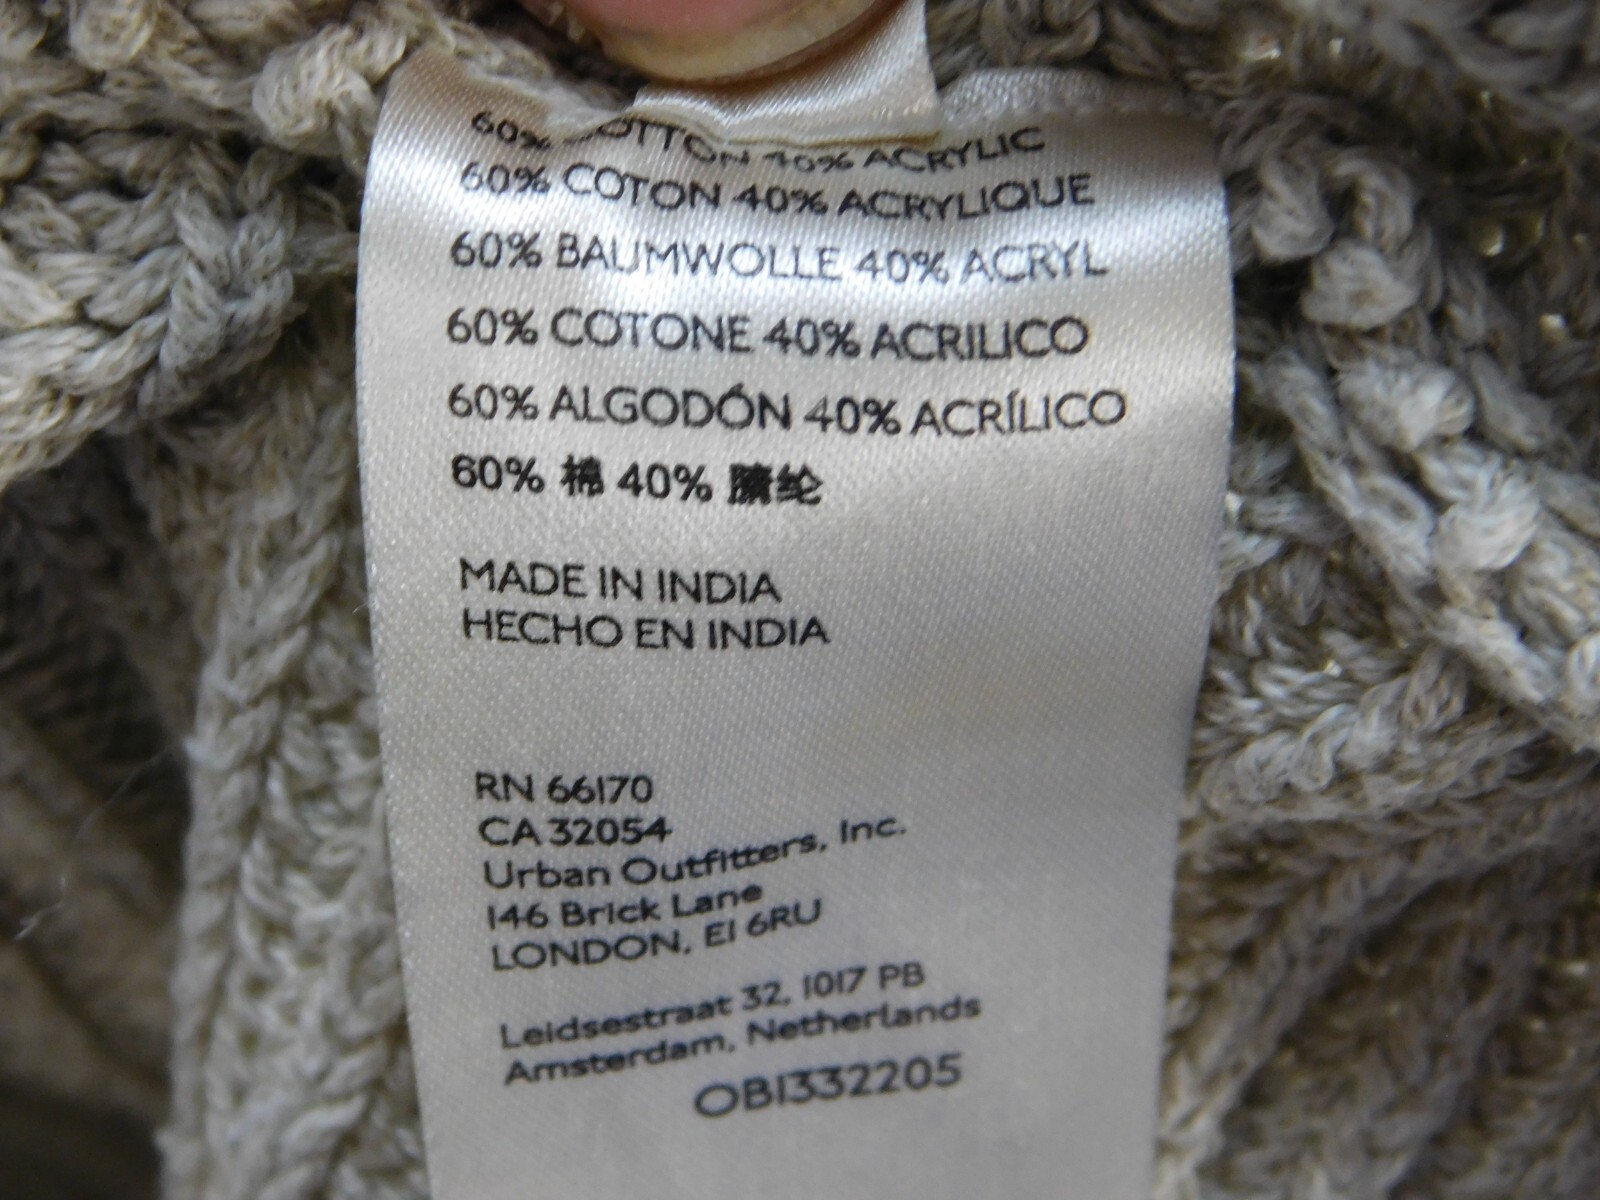 60% COTTON 40% ACRYLIC
60% COTON 40% ACRYLIQUE
60% BAUMWOLLE 40% ACRYL
60% COTONE 40% ACRILICO
60% ALGODÓN 40% ACRÍLICO
60% 棉 40% 腈纶
MADE IN INDIA
HECHO EN INDIA
RN 66170
CA 32054
Urban Outfitters, Inc.
146 Brick Lane
LONDON, E1 6RU
Leidsestraat 32, 1017 PB
Amsterdam, Netherlands
OB1332205